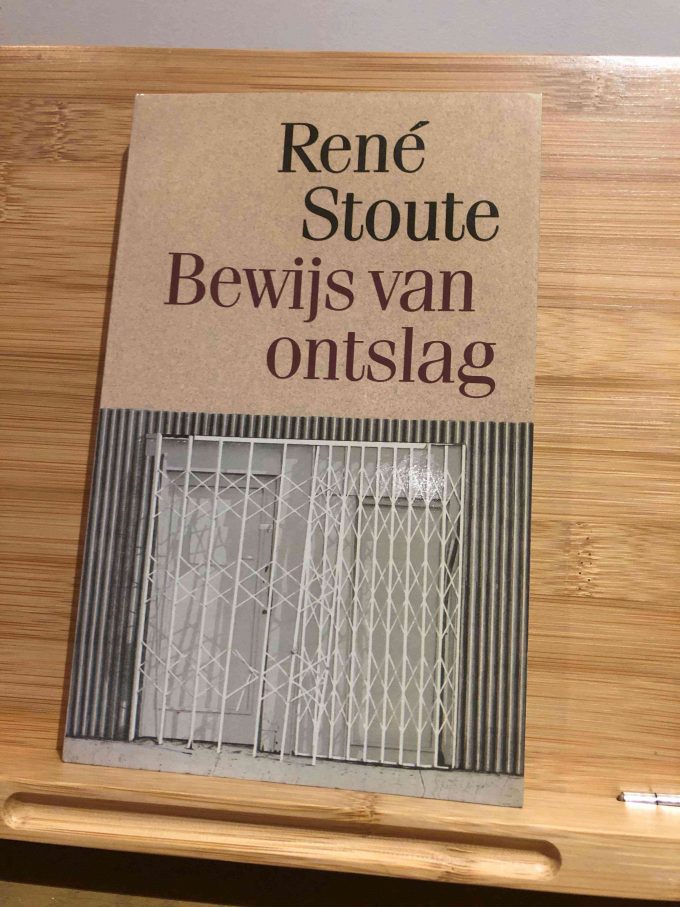 René
Stoute
Bewijs van
ontslag